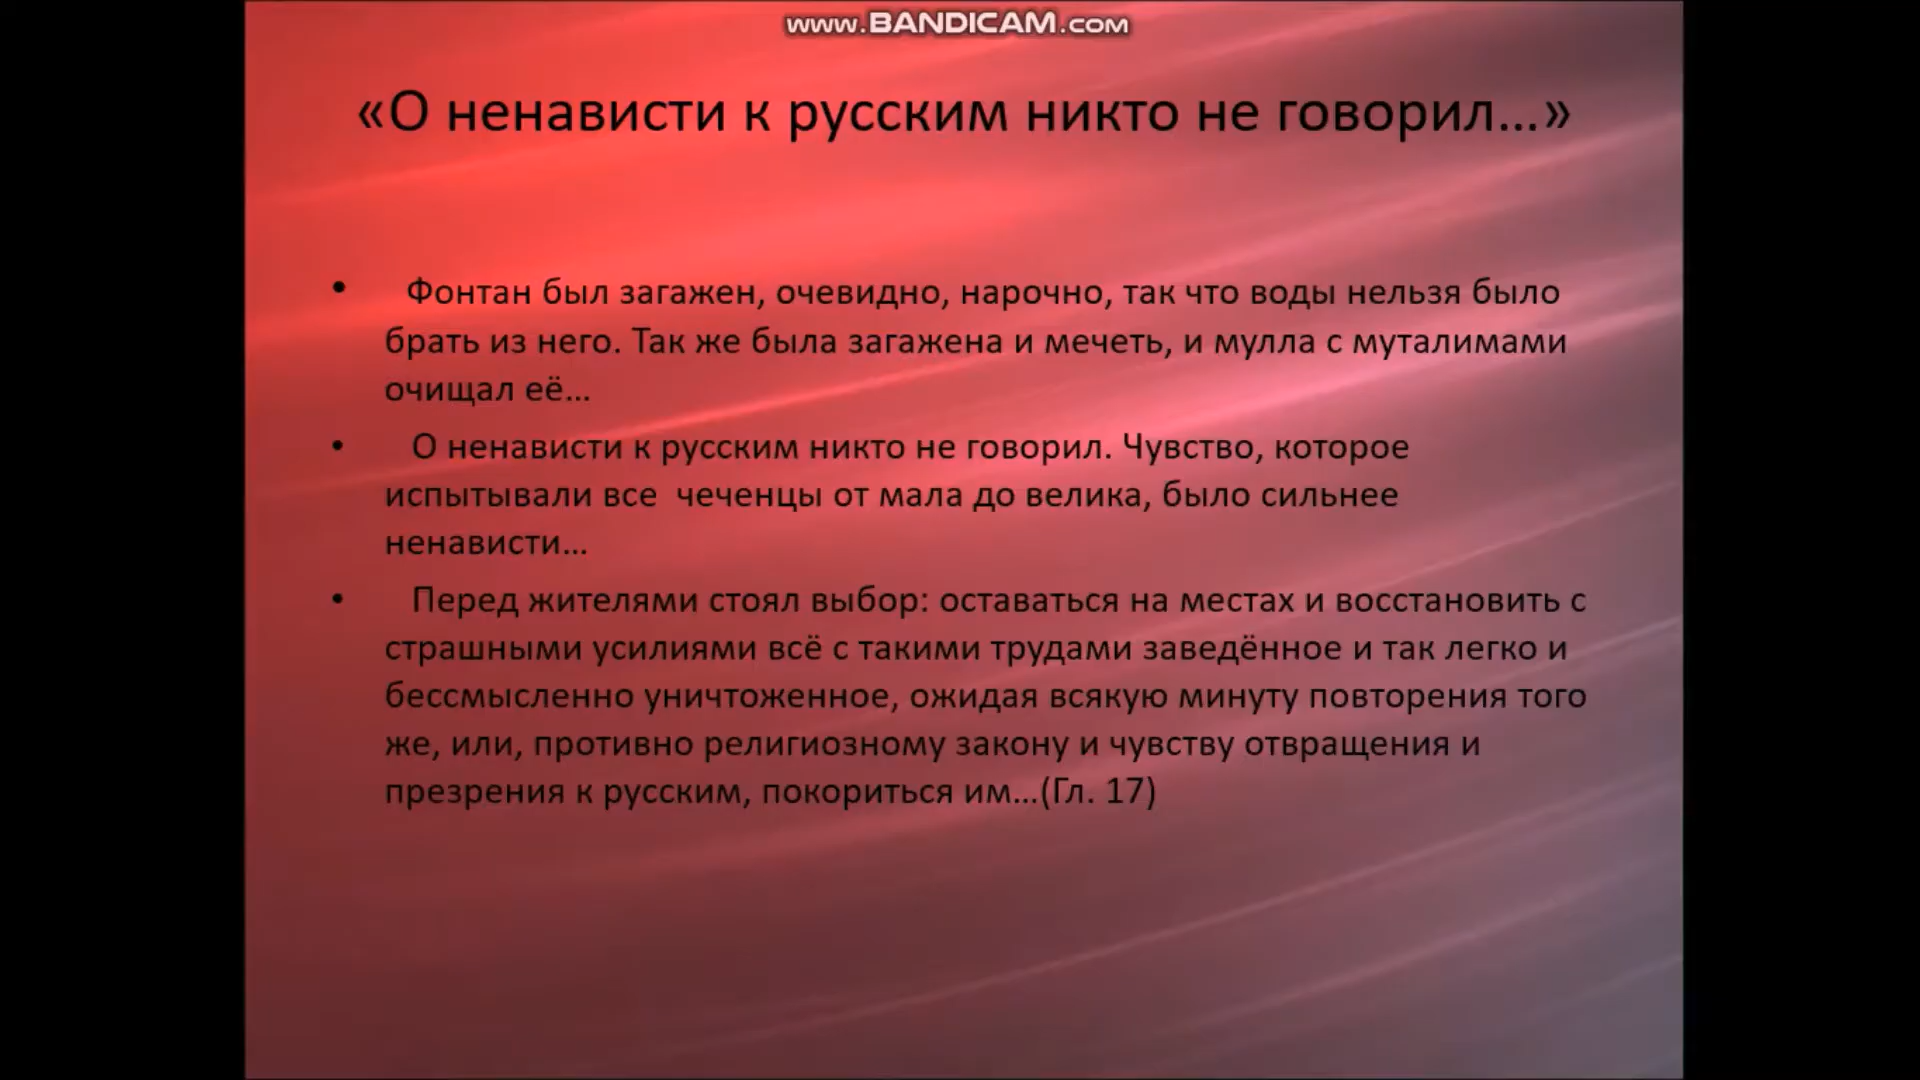 www.BANDICAM.com
«О ненависти к русским никто не говорил…»
• Фонтан был загажен, очевидно, нарочно, так что воды нельзя было
брать из него. Так же была загажена и мечеть, и мулла с муталимами
очищал её…
• О ненависти к русским никто не говорил. Чувство, которое
испытывали все чеченцы от мала до велика, было сильнее
ненависти…
• Перед жителями стоял выбор: оставаться на местах и восстановить с
страшными усилиями всё с такими трудами заведённое и так легко и
бессмысленно уничтоженное, ожидая всякую минуту повторения того
же, или, противно религиозному закону и чувству отвращения и
презрения к русским, покориться им…(Гл. 17)